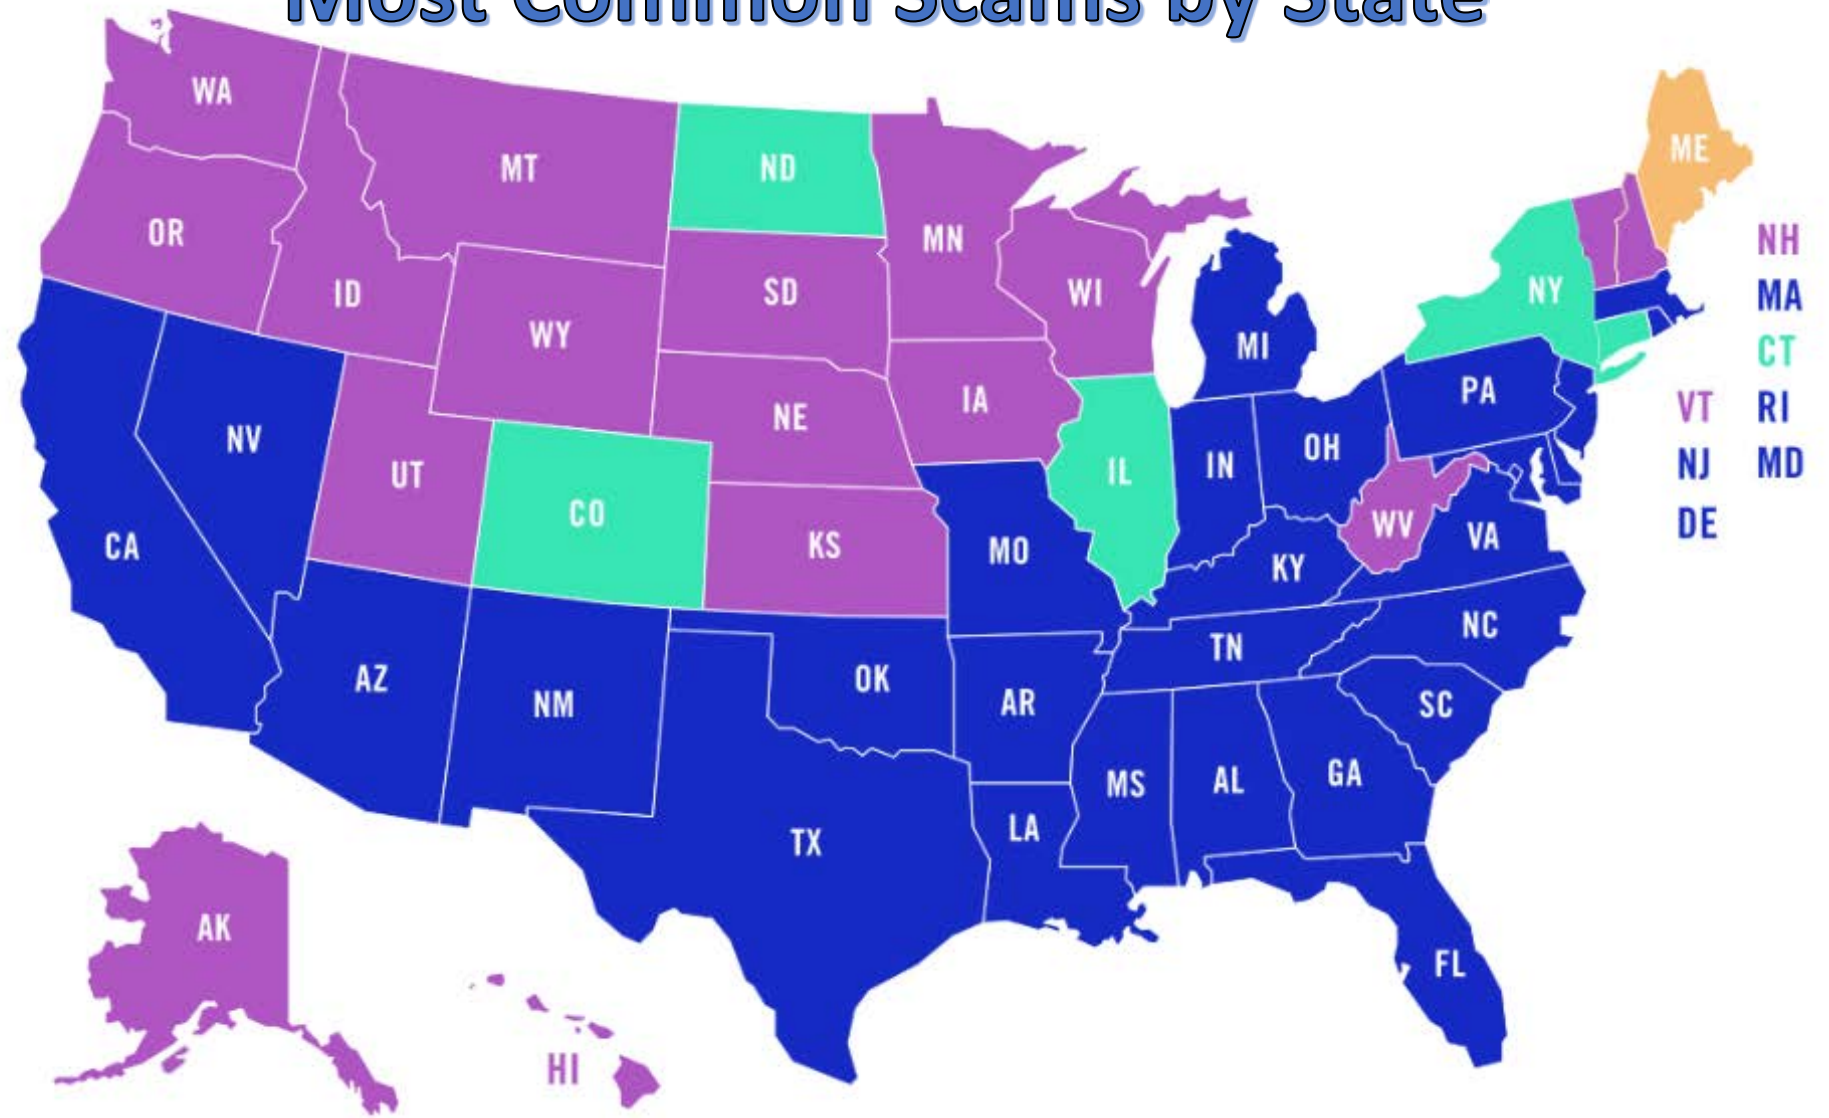 Most Common Scams by State
WA
MT
ND
ME
OR
MN
NH
ID
SD
WI
NY
MA
WY
MI
CT
NE
IA
PA
VT
RI
NV
UT
IL
IN
OH
NJ
MD
CO
KS
MO
WV
VA
DE
CA
KY
NC
TN
AZ
NM
OK
AR
SC
MS
AL
GA
TX
LA
AK
FL
HI